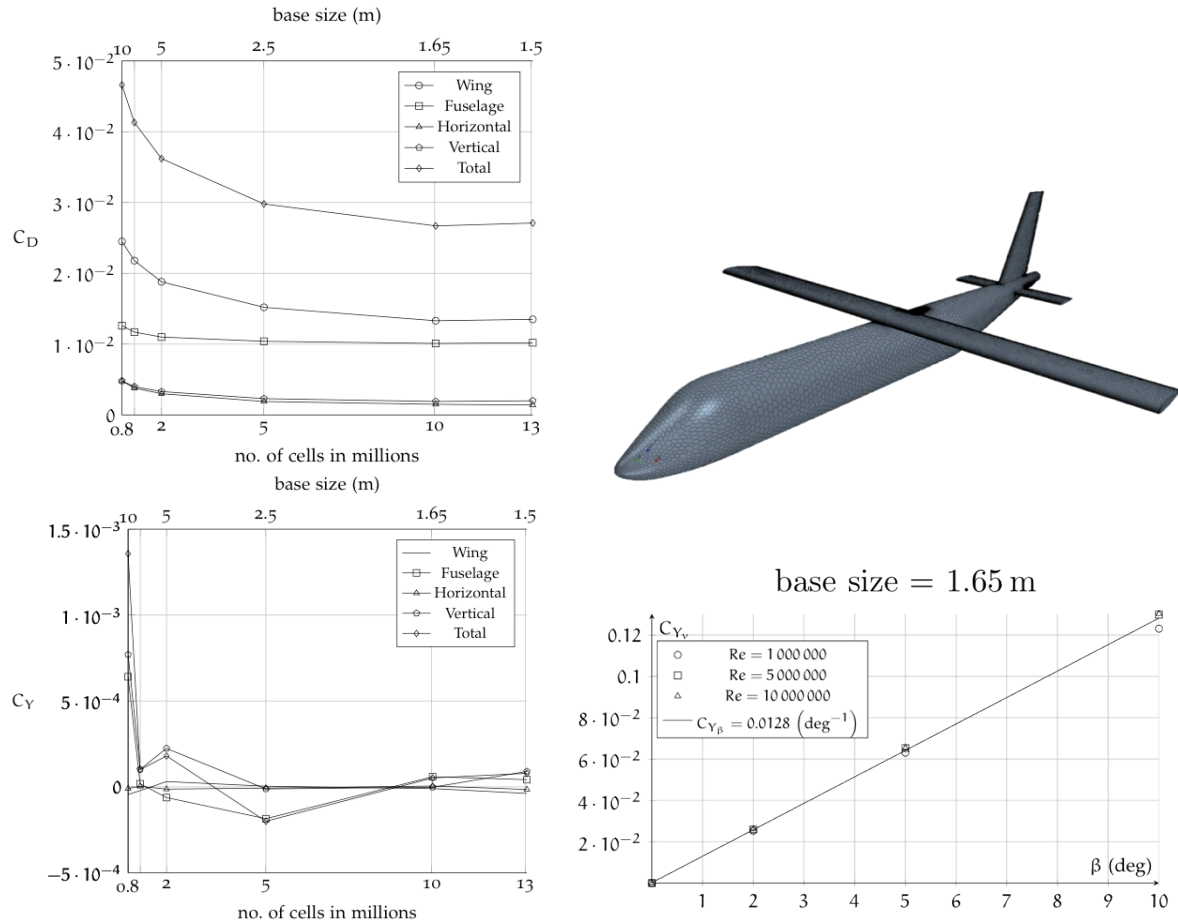 base size (m)
10 5 2.5 1.65 1.5
5 · 10⁻²
4 · 10⁻²
3 · 10⁻²
2 · 10⁻²
1 · 10⁻²
0
C_D
Wing
Fuselage
Horizontal
Vertical
Total
0.8 2 5 10 13
no. of cells in millions
base size (m)
10 5 2.5 1.65 1.5
1.5 · 10⁻³
1 · 10⁻³
5 · 10⁻⁴
0
−5 · 10⁻⁴
C_Y
Wing
Fuselage
Horizontal
Vertical
Total
0.8 2 5 10 13
no. of cells in millions
base size = 1.65 m
C_Yᵥ
0.12
0.1
8 · 10⁻²
6 · 10⁻²
4 · 10⁻²
2 · 10⁻²
Re = 1 000 000
Re = 5 000 000
Re = 10 000 000
C_Yᵦ = 0.0128 (deg⁻¹)
β (deg)
1 2 3 4 5 6 7 8 9 10